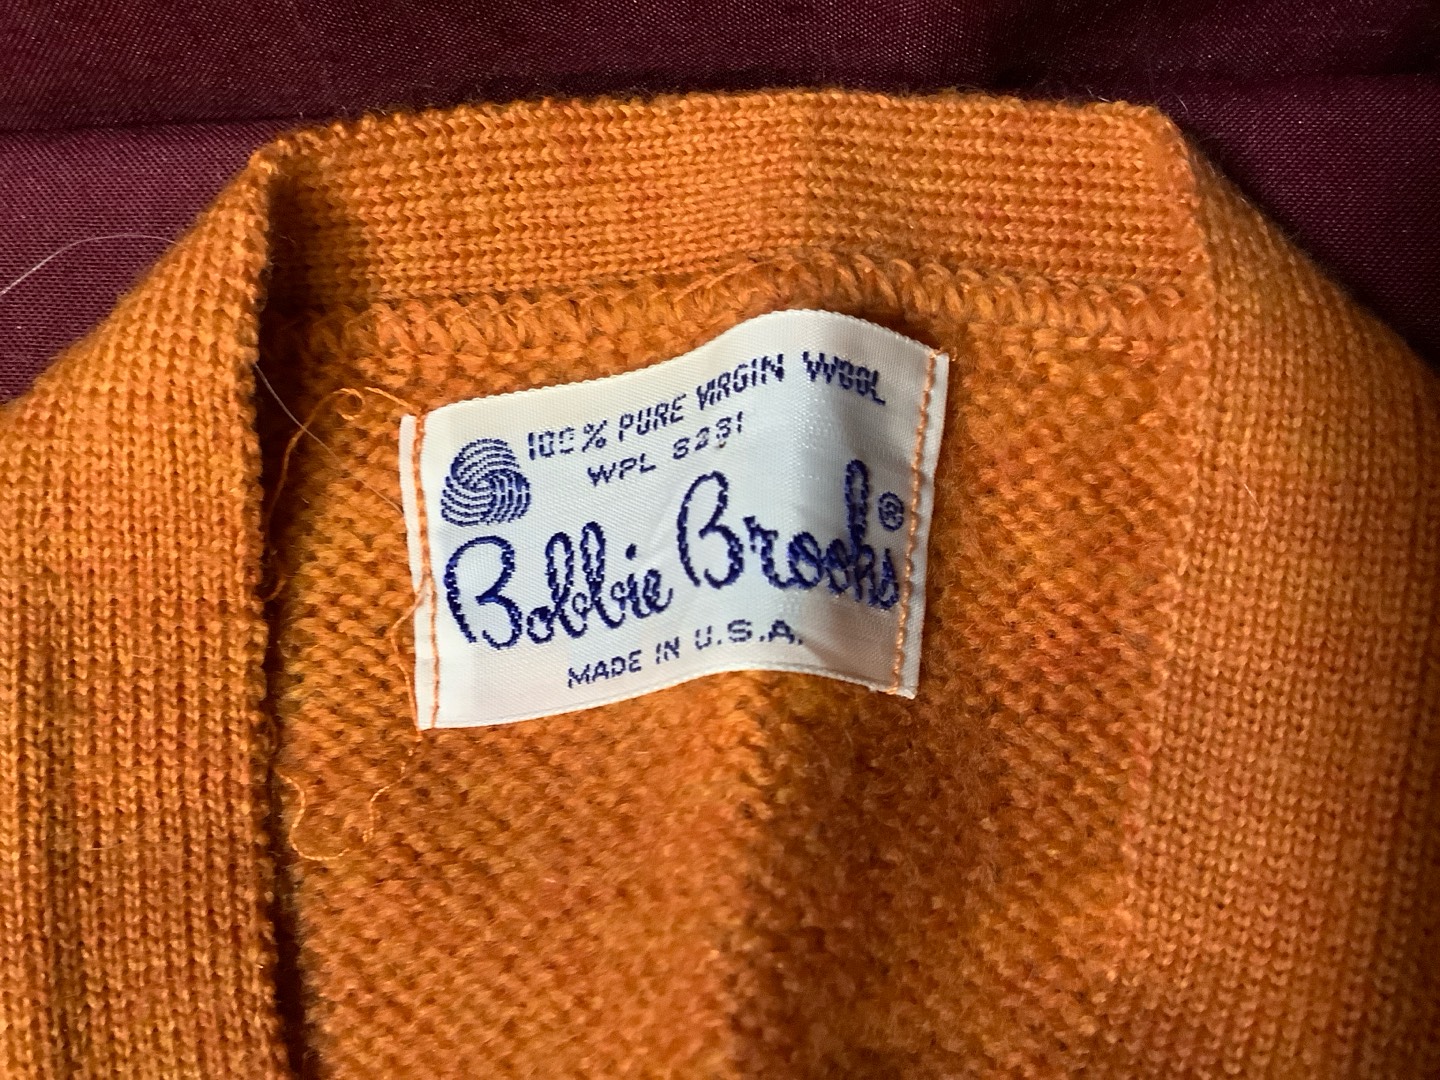 100% PURE VIRGIN WOOL
WPL 8231
Bobbie Brooks®
MADE IN U.S.A.